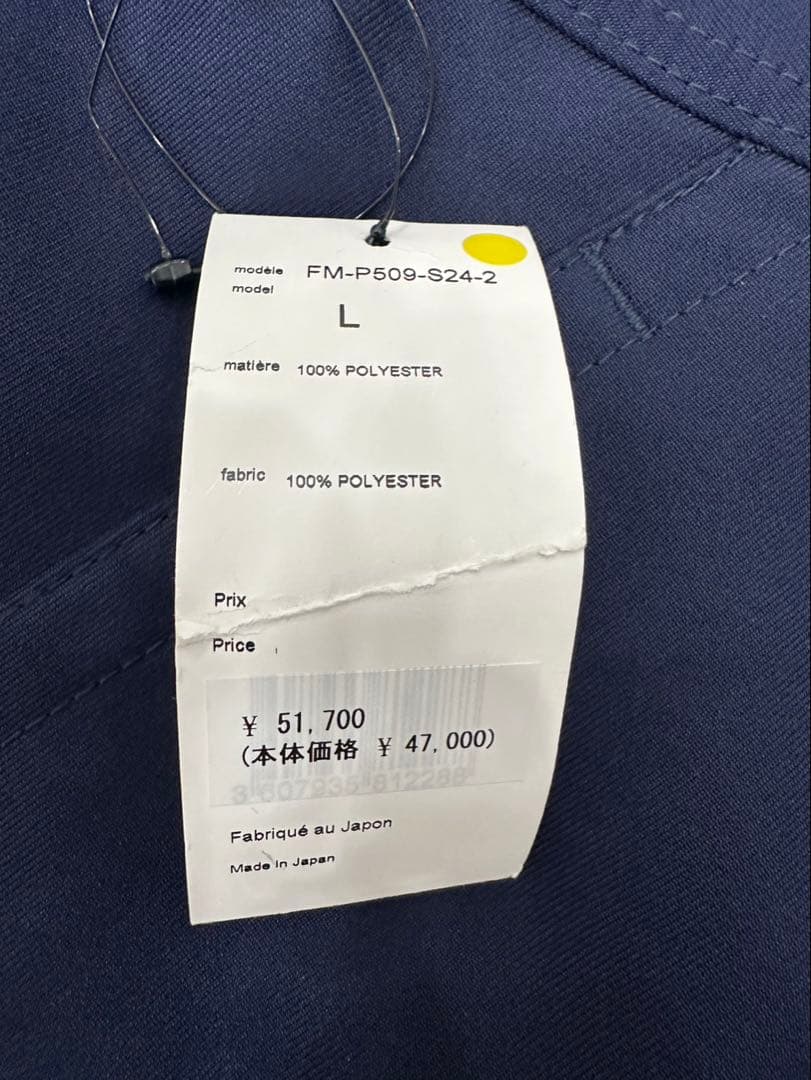 modèle FM-P509-S24-2
model
L
matière 100% POLYESTER
fabric 100% POLYESTER
Prix
Price
¥ 51,700
(本体価格 ¥ 47,000)
Fabriqué au Japon
Made in Japan